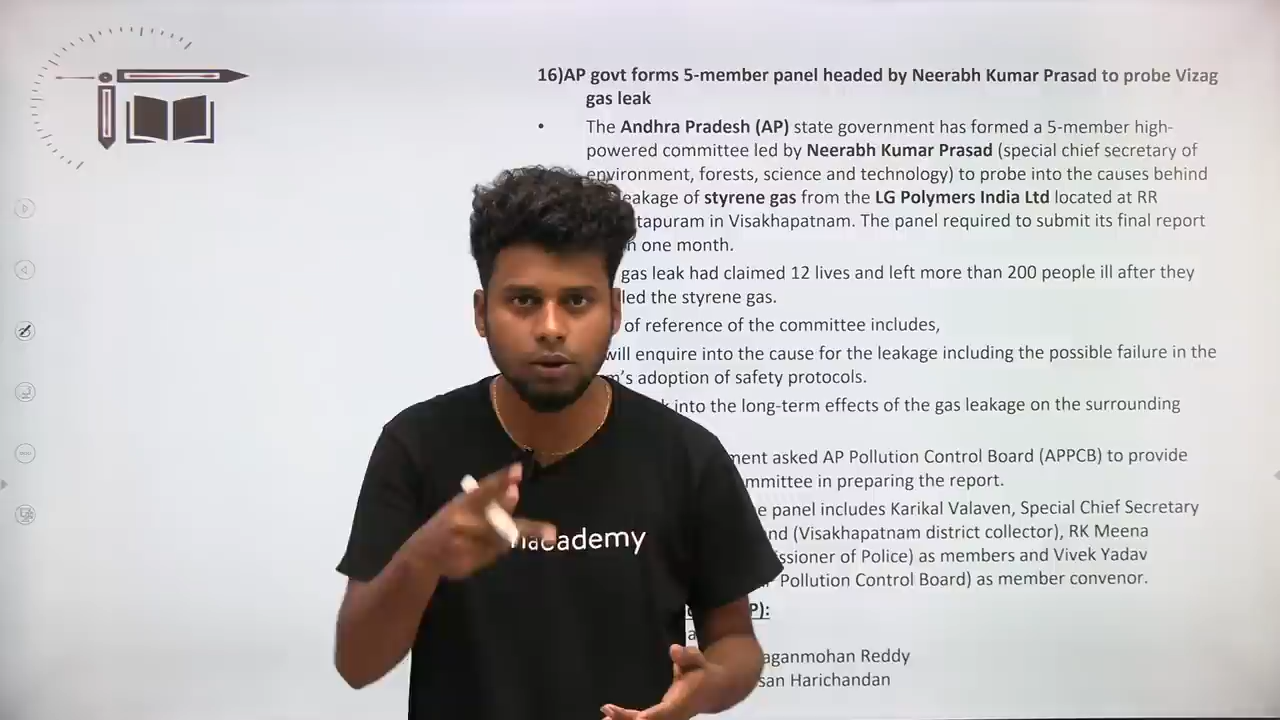 16)AP govt forms 5-member panel headed by Neerabh Kumar Prasad to probe Vizag
gas leak
• The Andhra Pradesh (AP) state government has formed a 5-member high-
powered committee led by Neerabh Kumar Prasad (special chief secretary of
environment, forests, science and technology) to probe into the causes behind
leakage of styrene gas from the LG Polymers India Ltd located at RR
tapuram in Visakhapatnam. The panel required to submit its final report
n one month.
gas leak had claimed 12 lives and left more than 200 people ill after they
led the styrene gas.
of reference of the committee includes,
will enquire into the cause for the leakage including the possible failure in the
m's adoption of safety protocols.
into the long-term effects of the gas leakage on the surrounding
ment asked AP Pollution Control Board (APPCB) to provide
mmittee in preparing the report.
e panel includes Karikal Valaven, Special Chief Secretary
nd (Visakhapatnam district collector), RK Meena
issioner of Police) as members and Vivek Yadav
Pollution Control Board) as member convenor.
P):
aganmohan Reddy
san Harichandan
nacademy